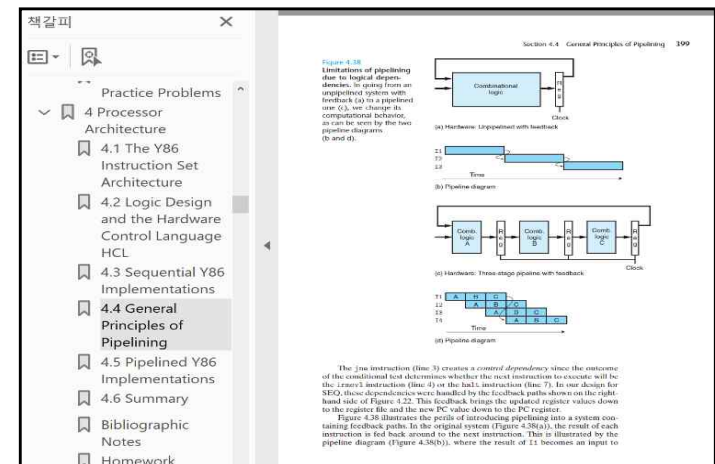 책갈피
Practice Problems
4 Processor
Architecture
4.1 The Y86
Instruction Set
Architecture
4.2 Logic Design
and the Hardware
Control Language
HCL
4.3 Sequential Y86
Implementations
4.4 General
Principles of
Pipelining
4.5 Pipelined Y86
Implementations
4.6 Summary
Bibliographic
Notes
Homework
Section 4.4 General Principles of Pipelining 399
Figure 4.38
Limitations of pipelining
due to logical depen-
dencies. In going from an
unpipelined system with
feedback (a) to a pipelined
one (c), we change its
computational behavior,
as can be seen by the two
pipeline diagrams
(b and d).
Combinational
logic
Reg
Clock
(a) Hardware: Unpipelined with feedback
I1
I2
I3
Time
(b) Pipeline diagram
Comb. logic A
Reg
Comb. logic B
Reg
Comb. logic C
Reg
Clock
(c) Hardware: Three-stage pipeline with feedback
I1 A B C
I2 A B C
I3 A B C
I4 A B C
Time
(d) Pipeline diagram
The jne instruction (line 3) creates a control dependency since the outcome
of the conditional test determines whether the next instruction to execute will be
the irmovl instruction (line 4) or the halt instruction (line 7). In our design for
SEQ, these dependencies were handled by the feedback paths shown on the right-
hand side of Figure 4.22. This feedback brings the updated register values down
to the register file and the new PC value down to the PC register.
Figure 4.38 illustrates the perils of introducing pipelining into a system con-
taining feedback paths. In the original system (Figure 4.38(a)), the result of each
instruction is fed back around to the next instruction. This is illustrated by the
pipeline diagram (Figure 4.38(b)), where the result of I1 becomes an input to